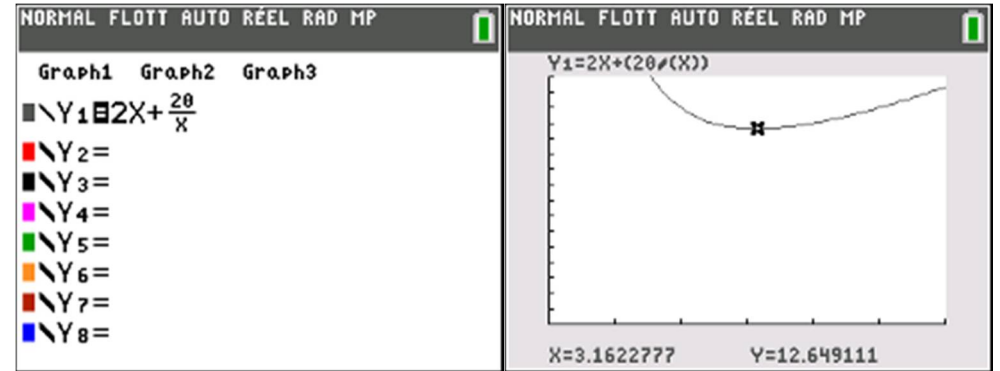 NORMAL FLOTT AUTO RÉEL RAD MP
Graph1 Graph2 Graph3
\Y1=2X+20/X
\Y2=
\Y3=
\Y4=
\Y5=
\Y6=
\Y7=
\Y8=
NORMAL FLOTT AUTO RÉEL RAD MP
Y1=2X+(20/(X))
X=3.1622777 Y=12.649111